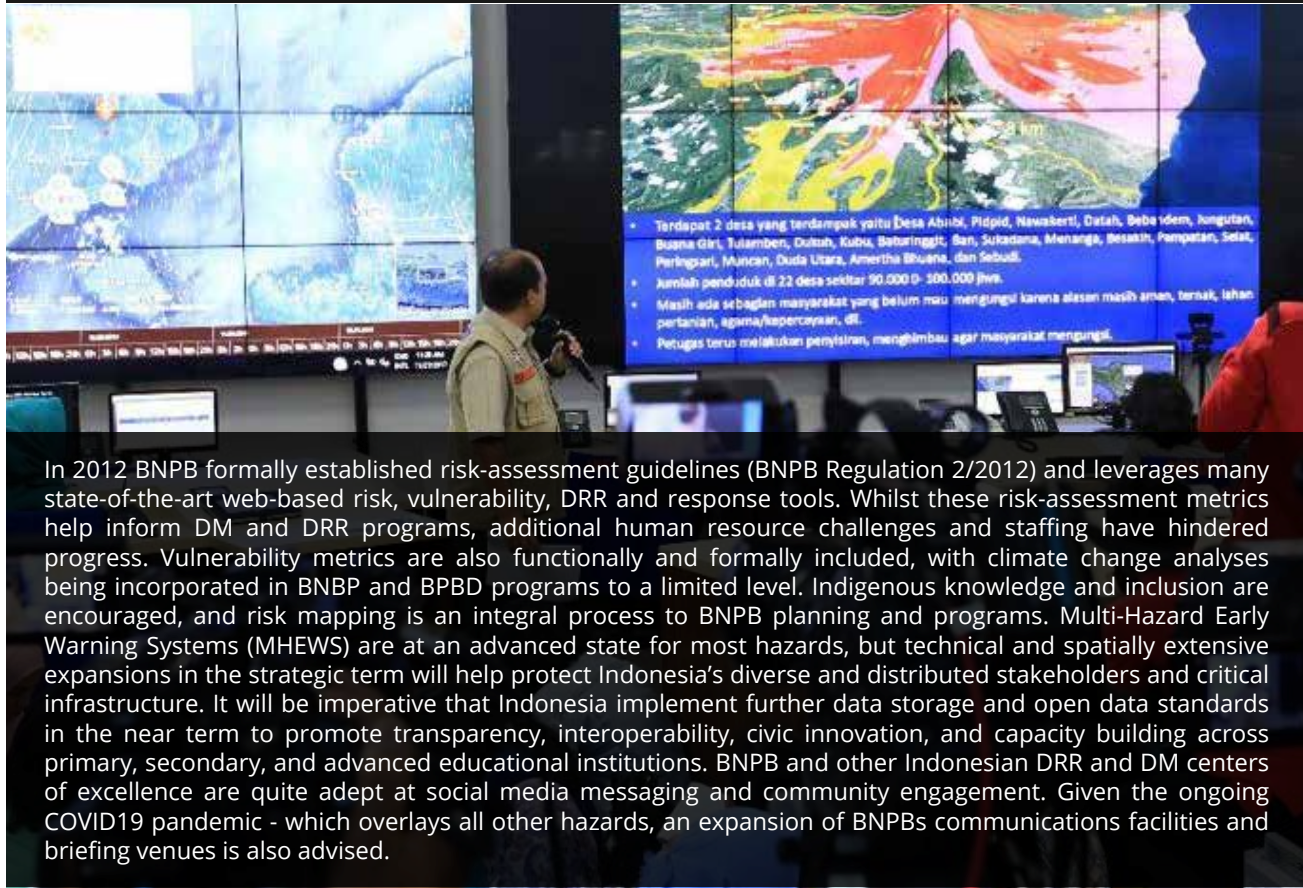 8 km
• Terdapat 2 desa yang terdampak yaitu Desa Ababi, Pidpid, Nawakerti, Datah, Bebandem, Jungutan,
Buana Giri, Tulamben, Dukuh, Kubu, Baturinggit, Ban, Sukadana, Menanga, Besakih, Pempatan, Selat,
Peringsari, Muncan, Duda Utara, Amertha Bhuana, dan Sebudi.
• Jumlah penduduk di 22 desa sekitar 90.000 - 100.000 jiwa.
• Masih ada sebagian masyarakat yang belum mau mengungsi karena alasan masih aman, ternak, lahan
pertanian, agama/kepercayaan, dll.
• Petugas terus melakukan penyisiran, menghimbau agar masyarakat mengungsi.
In 2012 BNPB formally established risk-assessment guidelines (BNPB Regulation 2/2012) and leverages many
state-of-the-art web-based risk, vulnerability, DRR and response tools. Whilst these risk-assessment metrics
help inform DM and DRR programs, additional human resource challenges and staffing have hindered
progress. Vulnerability metrics are also functionally and formally included, with climate change analyses
being incorporated in BNBP and BPBD programs to a limited level. Indigenous knowledge and inclusion are
encouraged, and risk mapping is an integral process to BNPB planning and programs. Multi-Hazard Early
Warning Systems (MHEWS) are at an advanced state for most hazards, but technical and spatially extensive
expansions in the strategic term will help protect Indonesia's diverse and distributed stakeholders and critical
infrastructure. It will be imperative that Indonesia implement further data storage and open data standards
in the near term to promote transparency, interoperability, civic innovation, and capacity building across
primary, secondary, and advanced educational institutions. BNPB and other Indonesian DRR and DM centers
of excellence are quite adept at social media messaging and community engagement. Given the ongoing
COVID19 pandemic - which overlays all other hazards, an expansion of BNPBs communications facilities and
briefing venues is also advised.